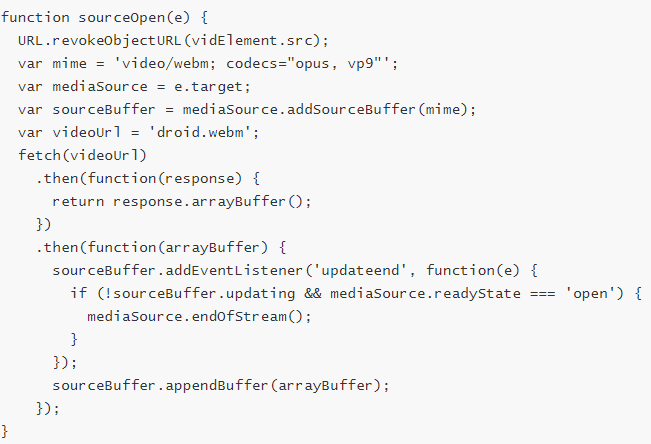 function sourceOpen(e) {
  URL.revokeObjectURL(vidElement.src);
  var mime = 'video/webm; codecs="opus, vp9"';
  var mediaSource = e.target;
  var sourceBuffer = mediaSource.addSourceBuffer(mime);
  var videoUrl = 'droid.webm';
  fetch(videoUrl)
    .then(function(response) {
      return response.arrayBuffer();
    })
    .then(function(arrayBuffer) {
      sourceBuffer.addEventListener('updateend', function(e) {
        if (!sourceBuffer.updating && mediaSource.readyState === 'open') {
          mediaSource.endOfStream();
        }
      });
      sourceBuffer.appendBuffer(arrayBuffer);
    });
}